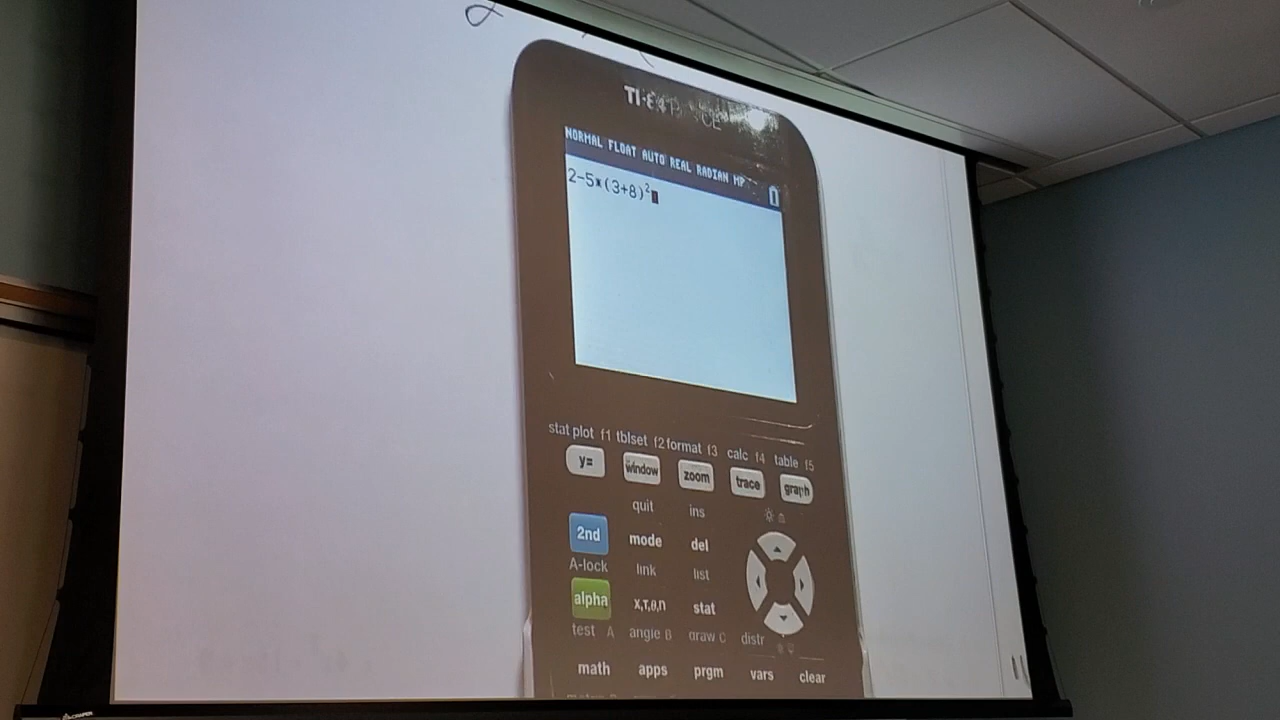 NORMAL FLOAT AUTO REAL RADIAN MP
2-5*(3+8)²
stat plot f1 tblset f2 format f3 calc f4 table f5
y= window zoom trace graph
quit ins
2nd mode del
A-lock link list
alpha X,T,θ,n stat
test A angle B draw C distr
math apps prgm vars clear